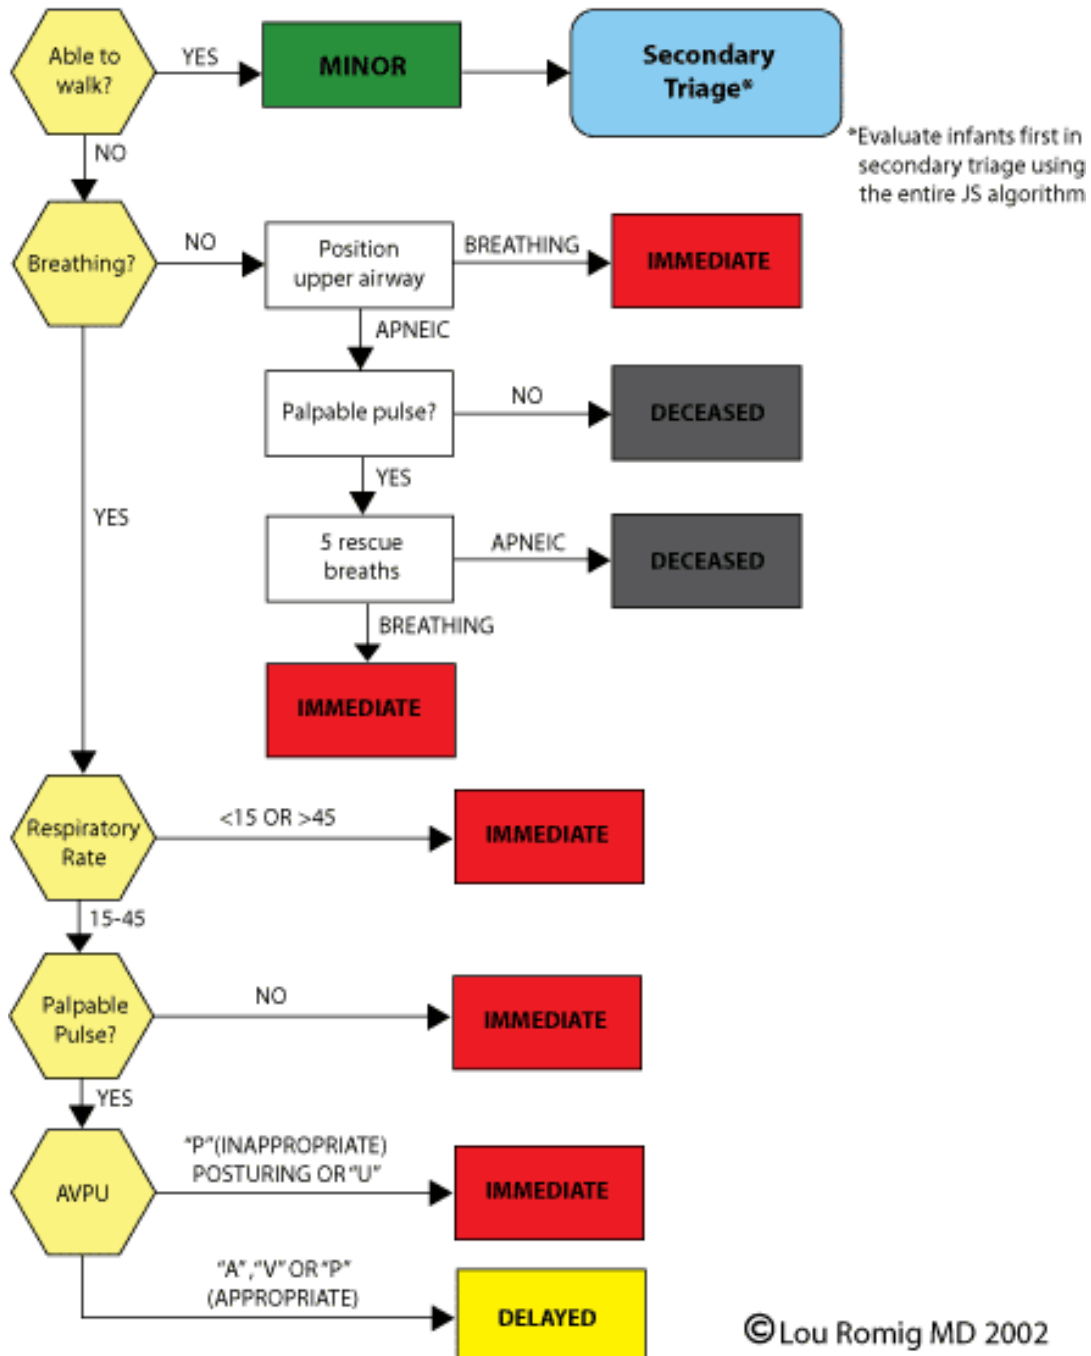 Able to
walk?
YES
MINOR
Secondary
Triage*
*Evaluate infants first in
secondary triage using
the entire JS algorithm
NO
Breathing?
NO
Position
upper airway
BREATHING
IMMEDIATE
APNEIC
Palpable pulse?
NO
DECEASED
YES
5 rescue
breaths
APNEIC
DECEASED
BREATHING
IMMEDIATE
YES
Respiratory
Rate
<15 OR >45
IMMEDIATE
15-45
Palpable
Pulse?
NO
IMMEDIATE
YES
AVPU
“P”(INAPPROPRIATE)
POSTURING OR “U”
IMMEDIATE
“A”, “V” OR “P”
(APPROPRIATE)
DELAYED
©Lou Romig MD 2002